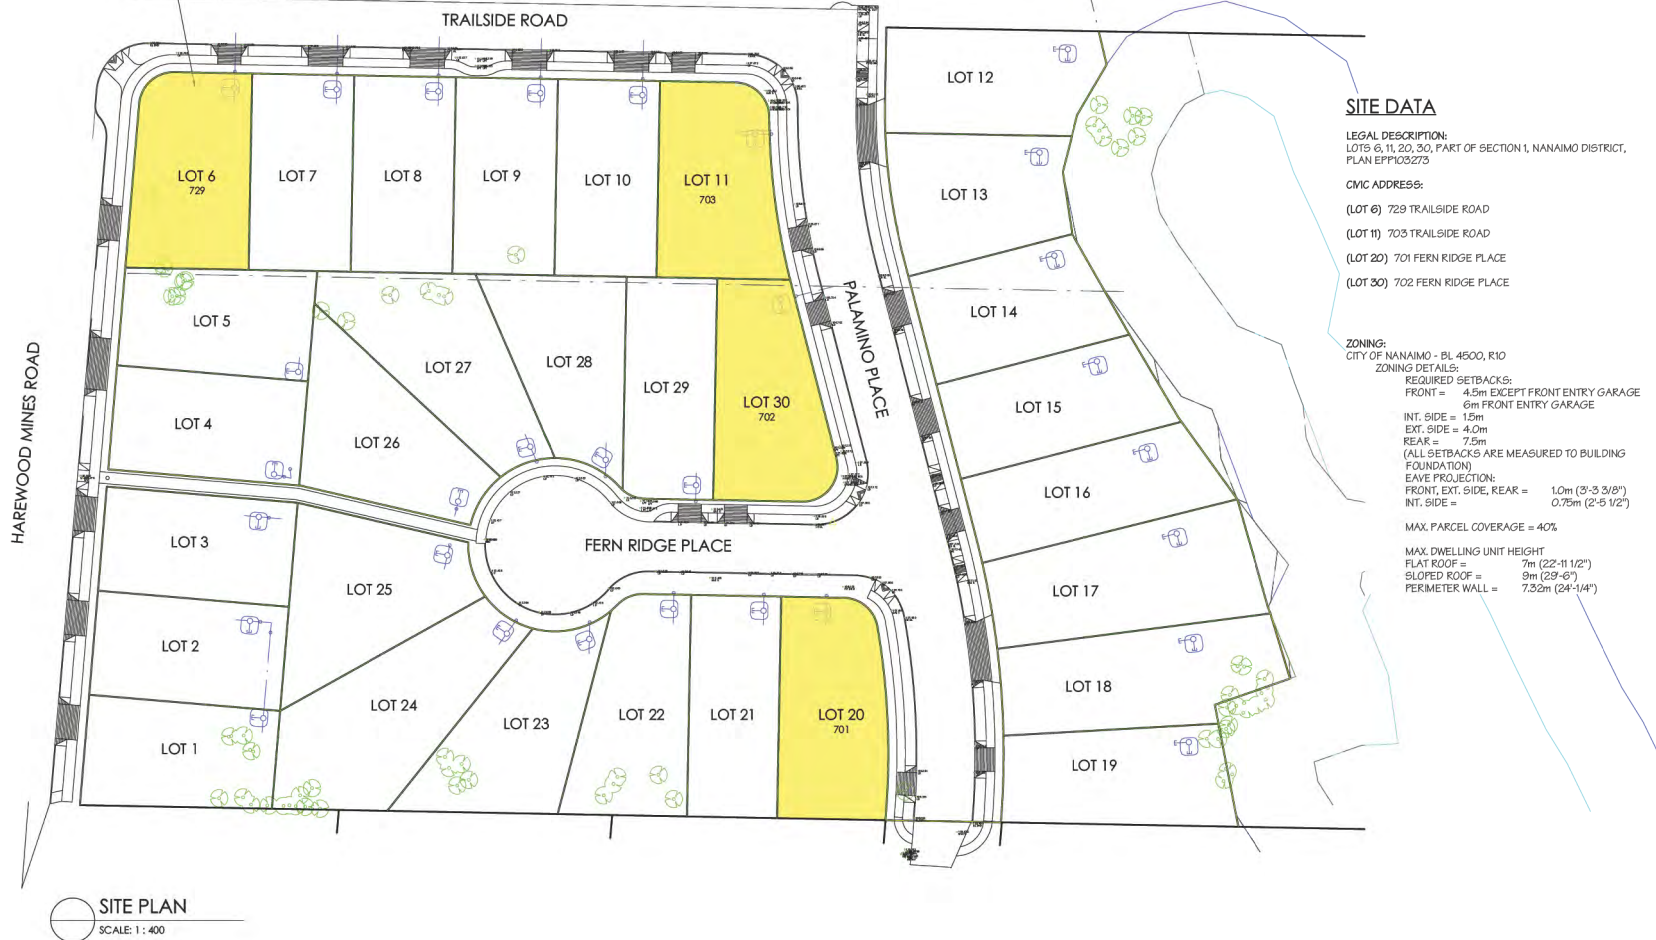 TRAILSIDE ROAD
LOT 6
729
LOT 7
LOT 8
LOT 9
LOT 10
LOT 11
703
LOT 12
LOT 13
LOT 14
LOT 15
LOT 16
LOT 17
LOT 18
LOT 19
PALAMINO PLACE
HAREWOOD MINES ROAD
LOT 5
LOT 4
LOT 27
LOT 26
LOT 28
LOT 29
LOT 30
702
FERN RIDGE PLACE
LOT 3
LOT 2
LOT 1
LOT 25
LOT 24
LOT 23
LOT 22
LOT 21
LOT 20
701
SITE DATA
LEGAL DESCRIPTION:
LOTS 6, 11, 20, 30, PART OF SECTION 1, NANAIMO DISTRICT,
PLAN EPP103273
CIVIC ADDRESS:
(LOT 6) 729 TRAILSIDE ROAD
(LOT 11) 703 TRAILSIDE ROAD
(LOT 20) 701 FERN RIDGE PLACE
(LOT 30) 702 FERN RIDGE PLACE
ZONING:
CITY OF NANAIMO - BL 4500, R10
ZONING DETAILS:
REQUIRED SETBACKS:
FRONT = 4.5m EXCEPT FRONT ENTRY GARAGE
6m FRONT ENTRY GARAGE
INT. SIDE = 1.5m
EXT. SIDE = 4.0m
REAR = 7.5m
(ALL SETBACKS ARE MEASURED TO BUILDING
FOUNDATION)
EAVE PROJECTION:
FRONT, EXT. SIDE, REAR = 1.0m (3'-3 3/8")
INT. SIDE = 0.75m (2'-5 1/2")
MAX. PARCEL COVERAGE = 40%
MAX. DWELLING UNIT HEIGHT
FLAT ROOF = 7m (22'-11 1/2")
SLOPED ROOF = 9m (29'-6")
PERIMETER WALL = 7.32m (24'-1/4")
SITE PLAN
SCALE: 1 : 400